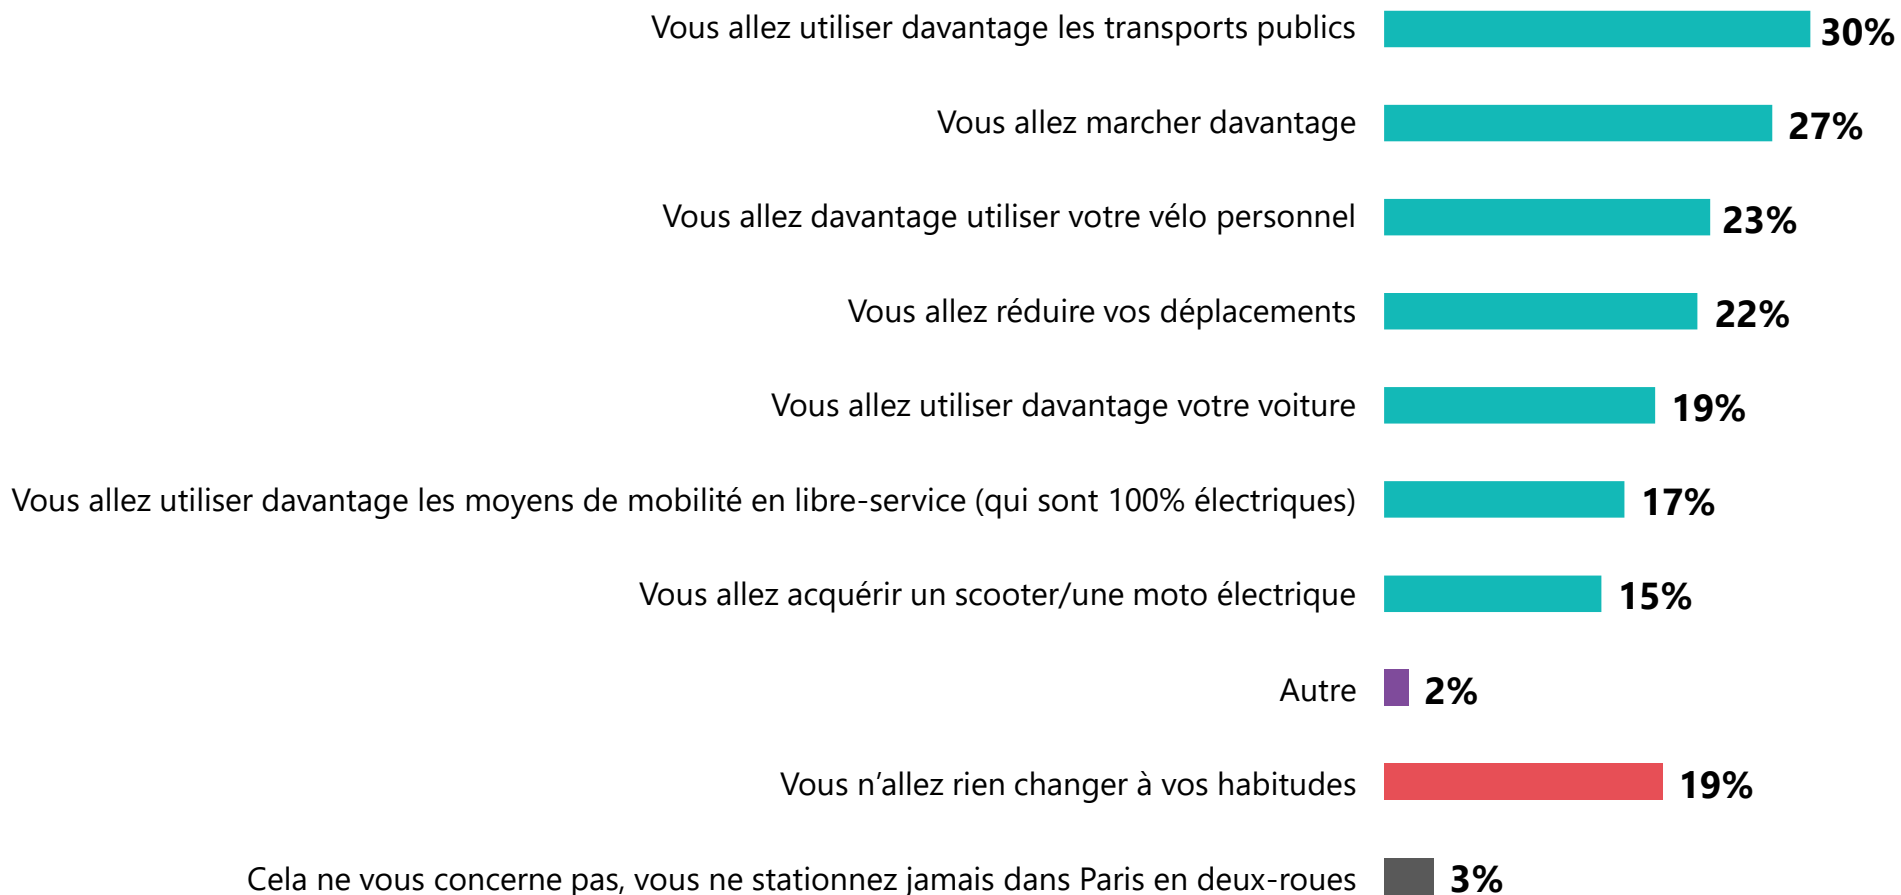 Vous allez utiliser davantage les transports publics 30%
Vous allez marcher davantage 27%
Vous allez davantage utiliser votre vélo personnel 23%
Vous allez réduire vos déplacements 22%
Vous allez utiliser davantage votre voiture 19%
Vous allez utiliser davantage les moyens de mobilité en libre-service (qui sont 100% électriques) 17%
Vous allez acquérir un scooter/une moto électrique 15%
Autre 2%
Vous n’allez rien changer à vos habitudes 19%
Cela ne vous concerne pas, vous ne stationnez jamais dans Paris en deux-roues 3%